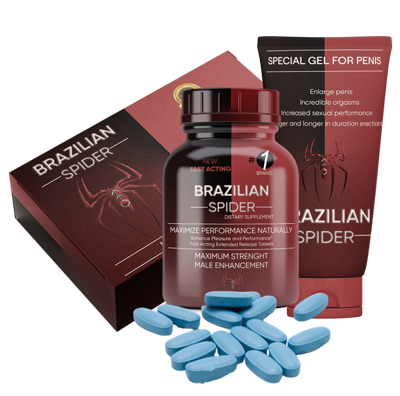 BRAZILIAN
SPIDER
NEW
FAST ACTING
#1
BRAND
BRAZILIAN
SPIDER
DIETARY SUPPLEMENT
MAXIMIZE PERFORMANCE NATURALLY
Enhance Pleasure and Performance*
Fast Acting Extended Release Tablets
MAXIMUM STRENGHT
MALE ENHANCEMENT
SPECIAL GEL FOR PENIS
Enlarge penis
Incredible orgasms
Increased sexual performance
and longer in duration erections
BRAZILIAN
SPIDER